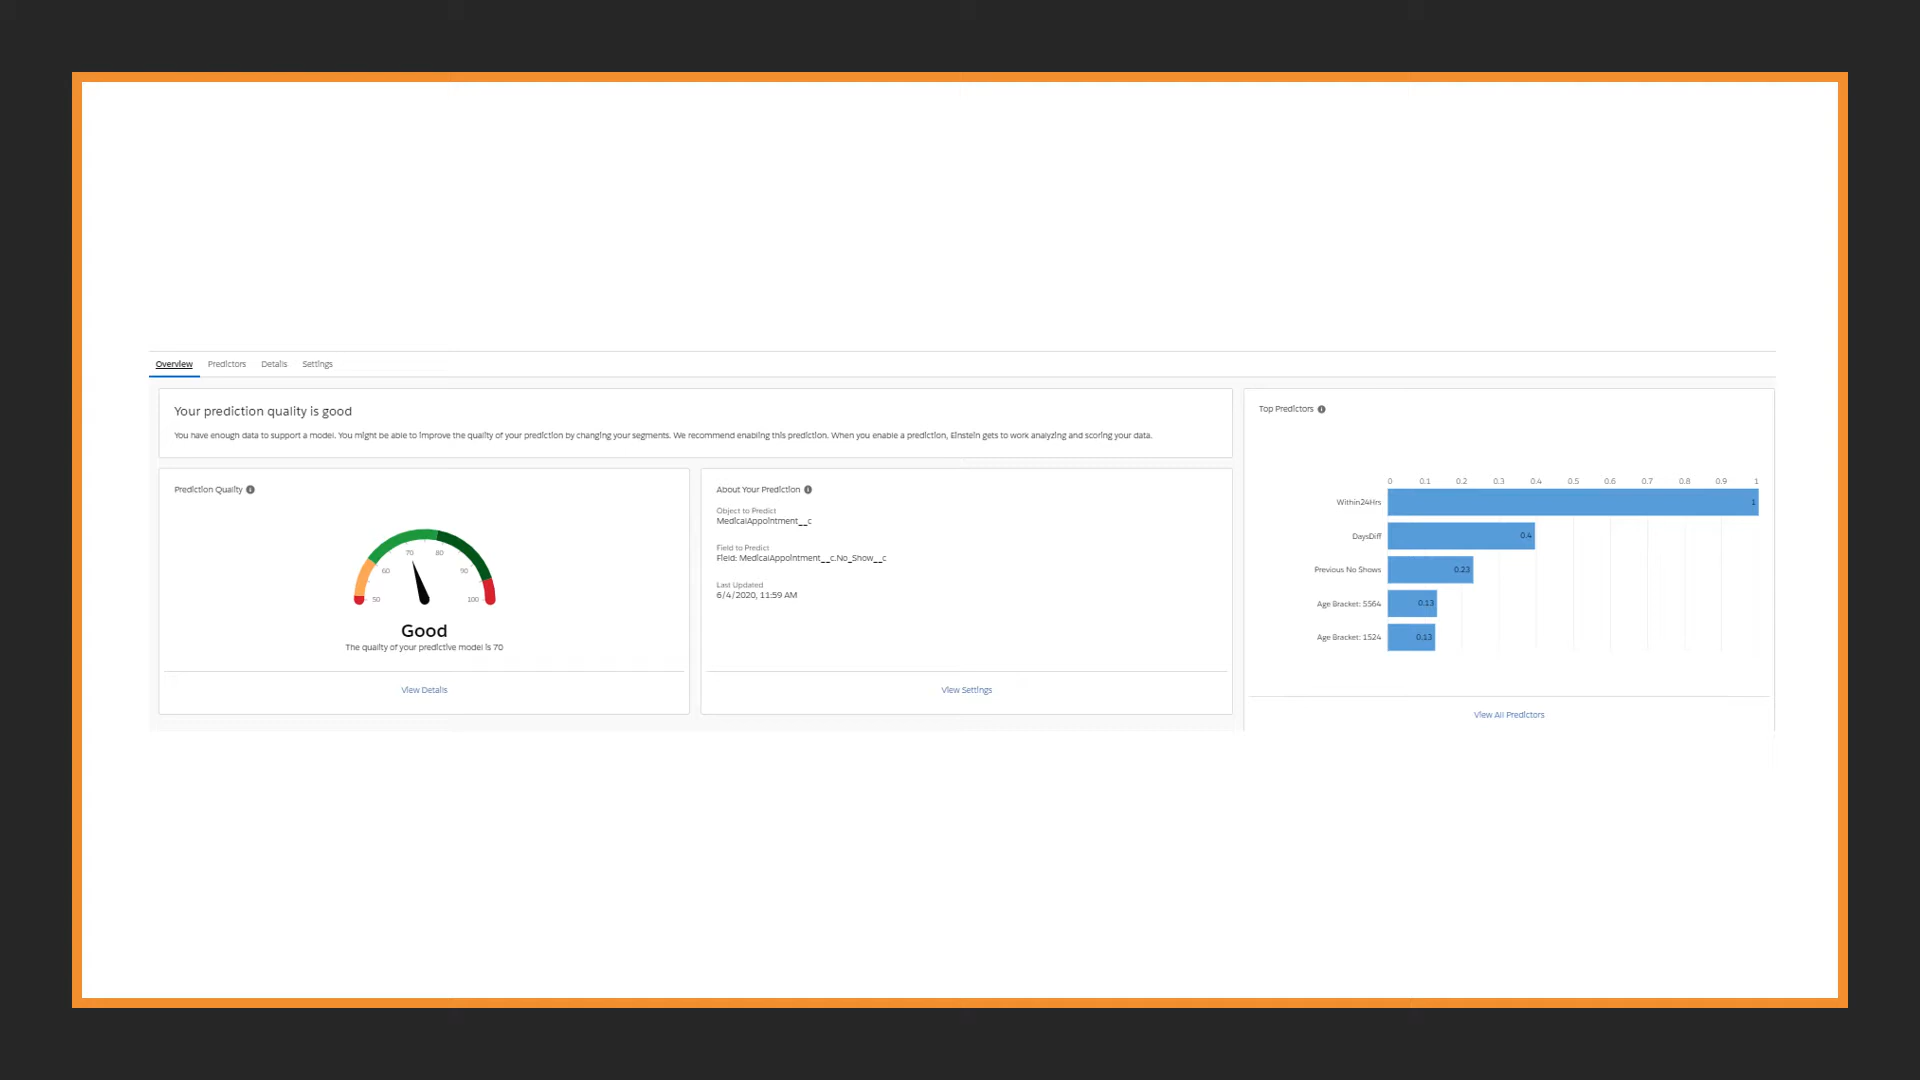 Overview Predictors Details Settings
Your prediction quality is good
You have enough data to support a model. You might be able to improve the quality of your prediction by changing your segments. We recommend enabling this prediction. When you enable a prediction, Einstein gets to work analyzing and scoring your data.
Prediction Quality
50 60 70 80 90 100
Good
The quality of your predictive model is 70
View Details
About Your Prediction
Object to Predict
MedicalAppointment__c
Field to Predict
Field: MedicalAppointment__c.No_Show__c
Last Updated
6/4/2020, 11:59 AM
View Settings
Top Predictors
0 0.1 0.2 0.3 0.4 0.5 0.6 0.7 0.8 0.9 1
Within24Hrs 1
DaysDiff 0.4
Previous No Shows 0.23
Age Bracket: 5564 0.13
Age Bracket: 1524 0.13
View All Predictors